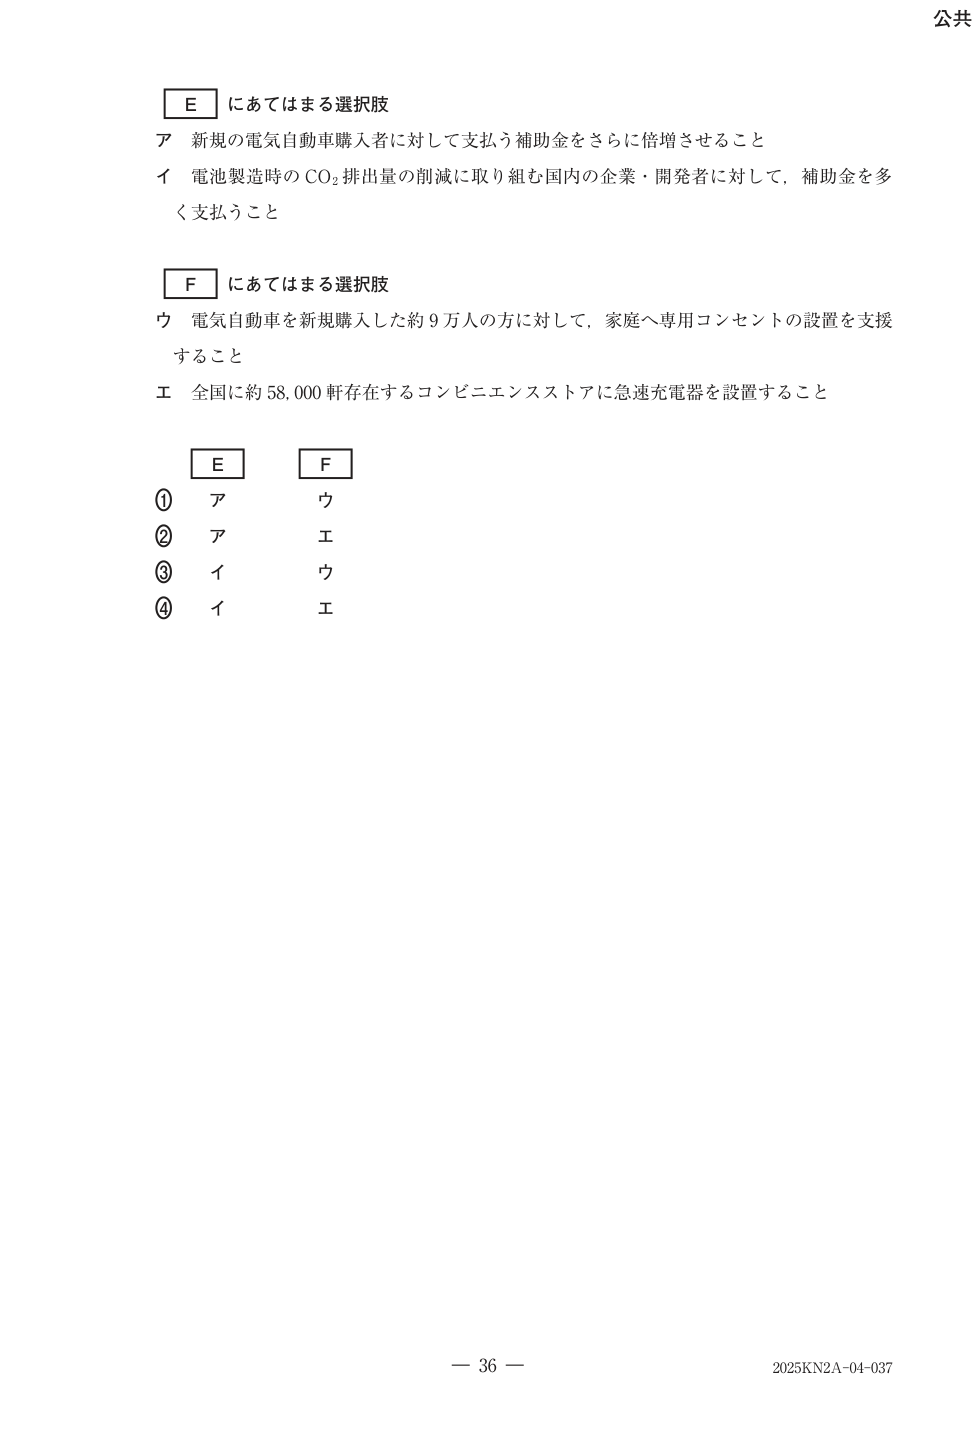 公共
E にあてはまる選択肢
ア 新規の電気自動車購入者に対して支払う補助金をさらに倍増させること
イ 電池製造時の CO₂ 排出量の削減に取り組む国内の企業・開発者に対して，補助金を多
く支払うこと
F にあてはまる選択肢
ウ 電気自動車を新規購入した約 9 万人の方に対して，家庭へ専用コンセントの設置を支援
すること
エ 全国に約 58,000 軒存在するコンビニエンスストアに急速充電器を設置すること
E F
① ア ウ
② ア エ
③ イ ウ
④ イ エ
— 36 —
2025KN2A-04-037